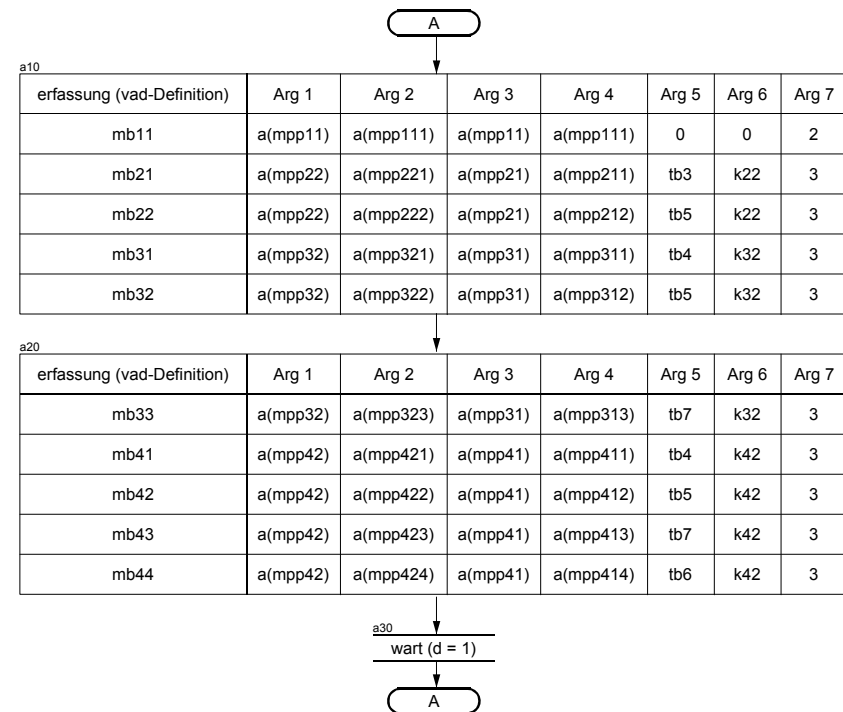 A
a10
erfassung (vad-Definition) Arg 1 Arg 2 Arg 3 Arg 4 Arg 5 Arg 6 Arg 7
mb11 a(mpp11) a(mpp111) a(mpp11) a(mpp111) 0 0 2
mb21 a(mpp22) a(mpp221) a(mpp21) a(mpp211) tb3 k22 3
mb22 a(mpp22) a(mpp222) a(mpp21) a(mpp212) tb5 k22 3
mb31 a(mpp32) a(mpp321) a(mpp31) a(mpp311) tb4 k32 3
mb32 a(mpp32) a(mpp322) a(mpp31) a(mpp312) tb5 k32 3
a20
erfassung (vad-Definition) Arg 1 Arg 2 Arg 3 Arg 4 Arg 5 Arg 6 Arg 7
mb33 a(mpp32) a(mpp323) a(mpp31) a(mpp313) tb7 k32 3
mb41 a(mpp42) a(mpp421) a(mpp41) a(mpp411) tb4 k42 3
mb42 a(mpp42) a(mpp422) a(mpp41) a(mpp412) tb5 k42 3
mb43 a(mpp42) a(mpp423) a(mpp41) a(mpp413) tb7 k42 3
mb44 a(mpp42) a(mpp424) a(mpp41) a(mpp414) tb6 k42 3
a30
wart (d = 1)
A